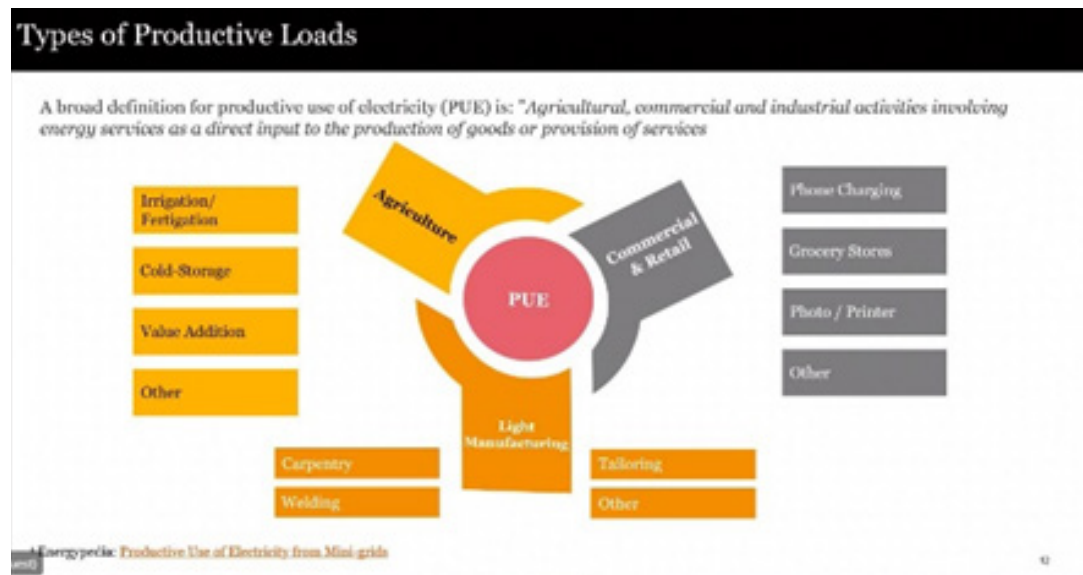 Types of Productive Loads
A broad definition for productive use of electricity (PUE) is: "Agricultural, commercial and industrial activities involving
energy services as a direct input to the production of goods or provision of services
Irrigation/
Fertigation
Cold-Storage
Value Addition
Other
Agriculture
PUE
Commercial
& Retail
Phone Charging
Grocery Stores
Photo / Printer
Other
Light
Manufacturing
Carpentry
Welding
Tailoring
Other
Energypedia: Productive Use of Electricity from Mini-grids